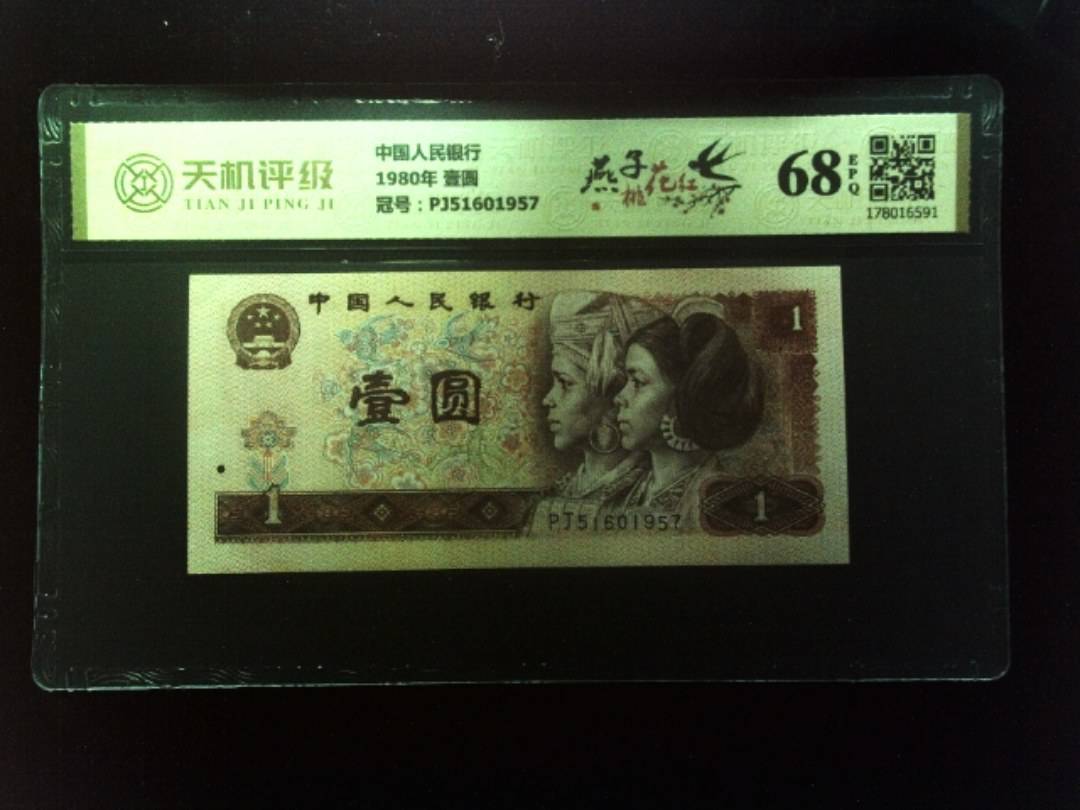 天机评级
TIAN JI PING JI
中国人民银行
1980年 壹圆
冠号：PJ51601957
燕子
桃花红
68
EPQ
178016591
中国人民银行
1
壹圆
1
PJ51601957
1